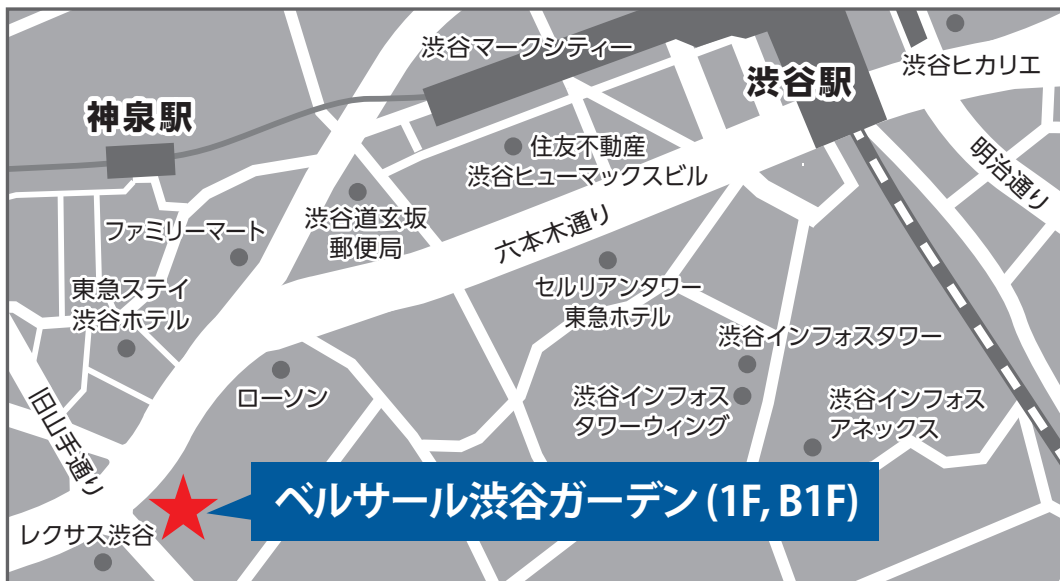 渋谷マークシティー
渋谷駅
渋谷ヒカリエ
神泉駅
住友不動産
渋谷ヒューマックスビル
明治通り
ファミリーマート
渋谷道玄坂
郵便局
六本木通り
東急ステイ
渋谷ホテル
セルリアンタワー
東急ホテル
渋谷インフォスタワー
ローソン
渋谷インフォス
タワーウィング
渋谷インフォス
アネックス
旧山手通り
ベルサール渋谷ガーデン (1F, B1F)
レクサス渋谷